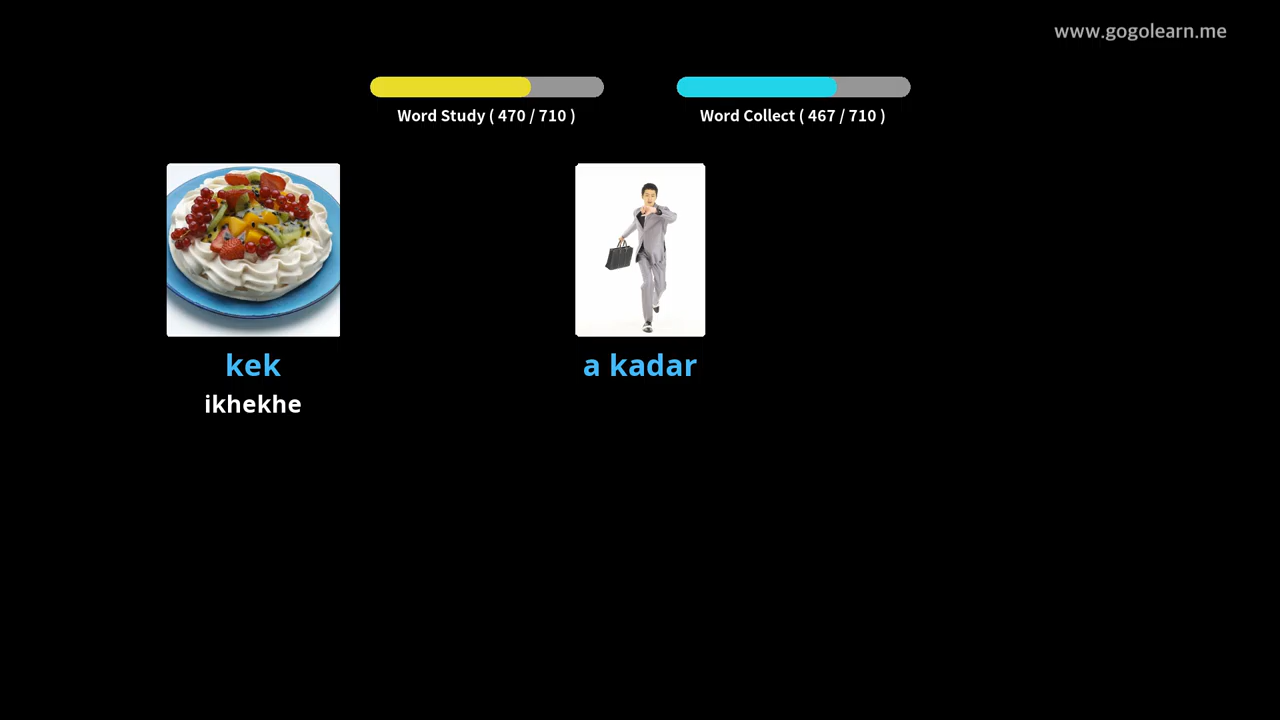 www.gogolearn.me
Word Study ( 470 / 710 )
Word Collect ( 467 / 710 )
kek
a kadar
ikhekhe